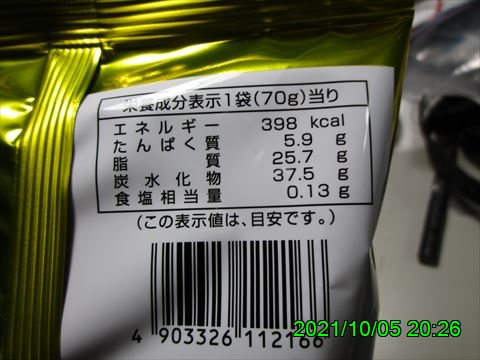 栄養成分表示1袋(70g)当り
エネルギー 398 kcal
たんぱく質 5.9 g
脂質 25.7 g
炭水化物 37.5 g
食塩相当量 0.13 g
(この表示値は、目安です。)
4 903326 112166
2021/10/05 20:26